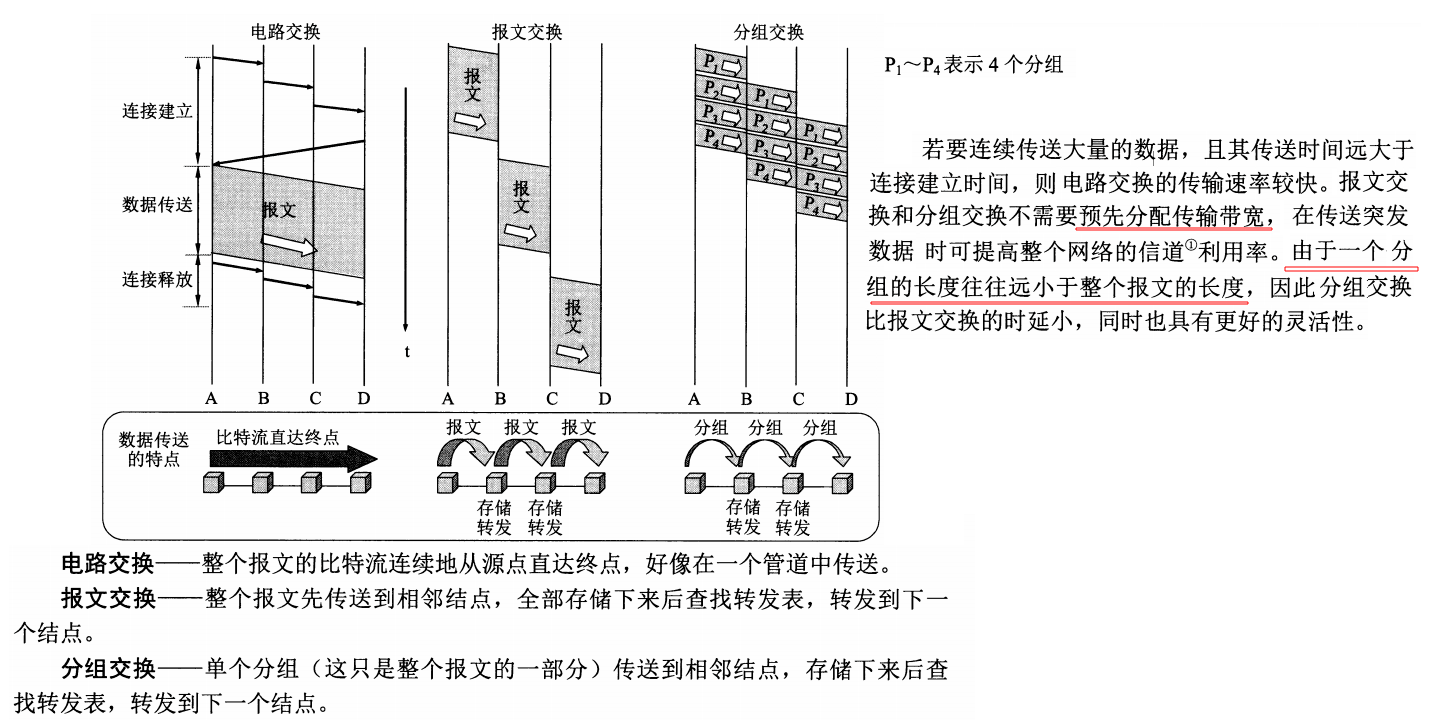 电路交换
报文交换
分组交换
连接建立
数据传送
连接释放
报文
报文
报文
报文
P₁
P₂
P₃
P₄
P₁
P₂
P₃
P₄
P₁
P₂
P₃
P₄
t
A B C D
A B C D
A B C D
P₁～P₄ 表示 4 个分组
若要连续传送大量的数据，且其传送时间远大于
连接建立时间，则 电路交换的传输速率较快。报文交
换和分组交换不需要预先分配传输带宽，在传送突发
数据 时可提高整个网络的信道①利用率。由于一个 分
组的长度往往远小于整个报文的长度，因此分组交换
比报文交换的时延小，同时也具有更好的灵活性。
数据传送
的特点
比特流直达终点
报文 报文 报文
存储 存储
转发 转发
分组 分组 分组
存储 存储
转发 转发
电路交换——整个报文的比特流连续地从源点直达终点，好像在一个管道中传送。
报文交换——整个报文先传送到相邻结点，全部存储下来后查找转发表，转发到下一
个结点。
分组交换——单个分组（这只是整个报文的一部分）传送到相邻结点，存储下来后查
找转发表，转发到下一个结点。